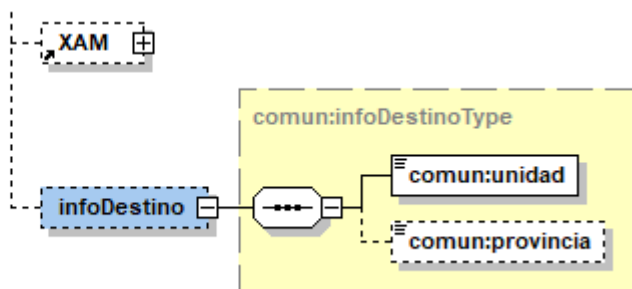 XAM
comun:infoDestinoType
comun:unidad
infoDestino
comun:provincia